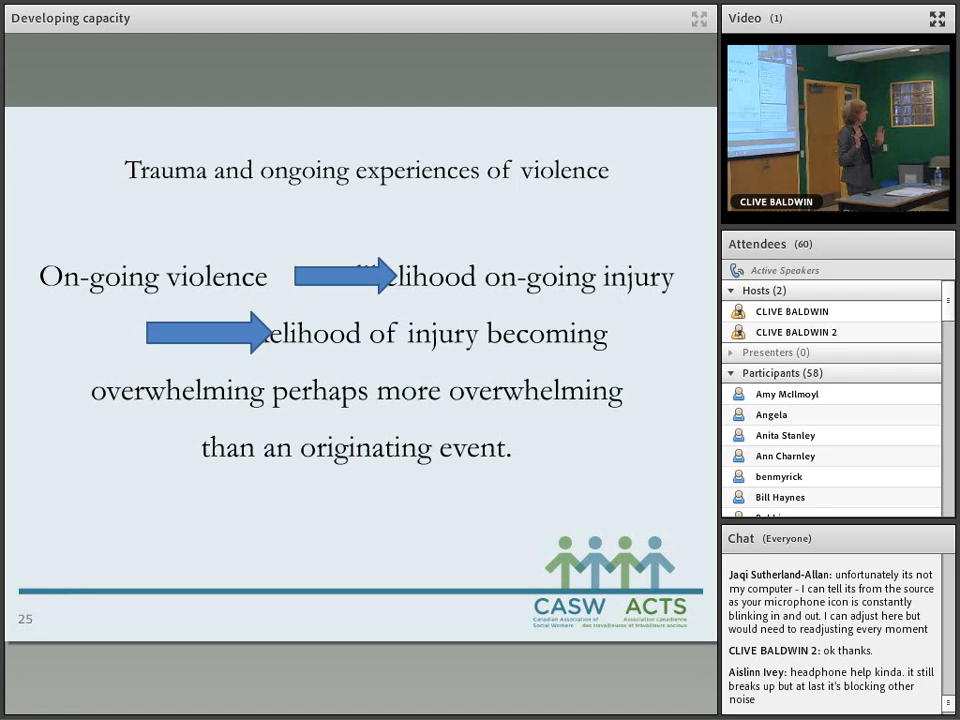 Developing capacity
Trauma and ongoing experiences of violence
On-going violence lihood on-going injury
elihood of injury becoming
overwhelming perhaps more overwhelming
than an originating event.
25
CASW ACTS
Canadian Association of Social Workers
Association canadienne des travailleuses et travailleurs sociaux
Video (1)
CLIVE BALDWIN
Attendees (60)
Active Speakers
Hosts (2)
CLIVE BALDWIN
CLIVE BALDWIN 2
Presenters (0)
Participants (58)
Amy McIlmoyl
Angela
Anita Stanley
Ann Charnley
benmyrick
Bill Haynes
Chat (Everyone)
Jaqi Sutherland-Allan: unfortunately its not
my computer - I can tell its from the source
as your microphone icon is constantly
blinking in and out. I can adjust here but
would need to readjusting every moment
CLIVE BALDWIN 2: ok thanks.
Aislinn Ivey: headphone help kinda. it still
breaks up but at last it's blocking other
noise